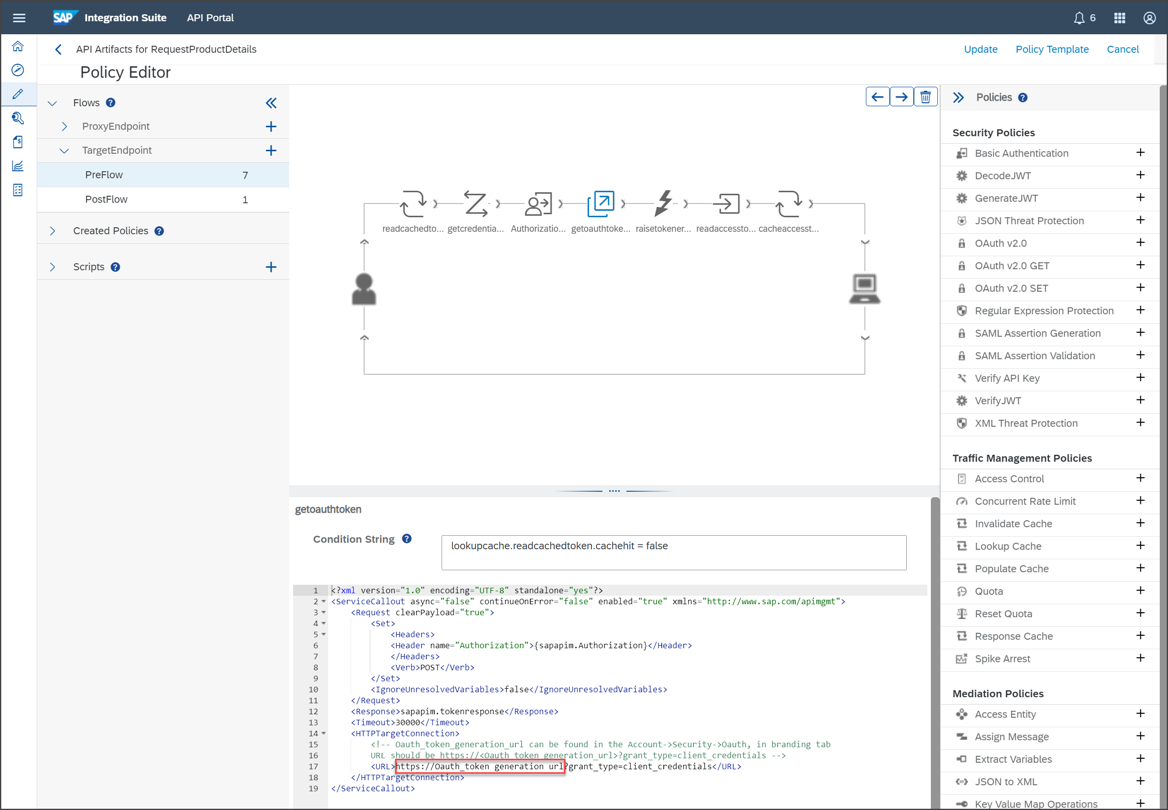 SAP Integration Suite API Portal 6
API Artifacts for RequestProductDetails
Update Policy Template Cancel
Policy Editor
Flows ?
ProxyEndpoint
TargetEndpoint
PreFlow 7
PostFlow 1
Created Policies ?
Scripts ?
readcachedto... getcredentia... Authorizatio... getoauthtoke... raisetokener... readaccessto... cacheaccesst...
getoauthtoken
Condition String ?
lookupcache.readcachedtoken.cachehit = false
1 <?xml version="1.0" encoding="UTF-8" standalone="yes"?>
2 <ServiceCallout async="false" continueOnError="false" enabled="true" xmlns="http://www.sap.com/apimgmt">
3 <Request clearPayload="true">
4 <Set>
5 <Headers>
6 <Header name="Authorization">{sapapim.Authorization}</Header>
7 </Headers>
8 <Verb>POST</Verb>
9 </Set>
10 <IgnoreUnresolvedVariables>false</IgnoreUnresolvedVariables>
11 </Request>
12 <Response>sapapim.tokenresponse</Response>
13 <Timeout>30000</Timeout>
14 <HTTPTargetConnection>
15 <!-- Oauth_token_generation_url can be found in the Account->Security->Oauth, in branding tab
16 URL should be https://<Oauth_token_generation_url>?grant_type=client_credentials -->
17 <URL>https://Oauth_token_generation_url?grant_type=client_credentials</URL>
18 </HTTPTargetConnection>
19 </ServiceCallout>
Policies ?
Security Policies
Basic Authentication +
DecodeJWT +
GenerateJWT +
JSON Threat Protection +
OAuth v2.0 +
OAuth v2.0 GET +
OAuth v2.0 SET +
Regular Expression Protection +
SAML Assertion Generation +
SAML Assertion Validation +
Verify API Key +
VerifyJWT +
XML Threat Protection +
Traffic Management Policies
Access Control +
Concurrent Rate Limit +
Invalidate Cache +
Lookup Cache +
Populate Cache +
Quota +
Reset Quota +
Response Cache +
Spike Arrest +
Mediation Policies
Access Entity +
Assign Message +
Extract Variables +
JSON to XML +
Key Value Map Operations +